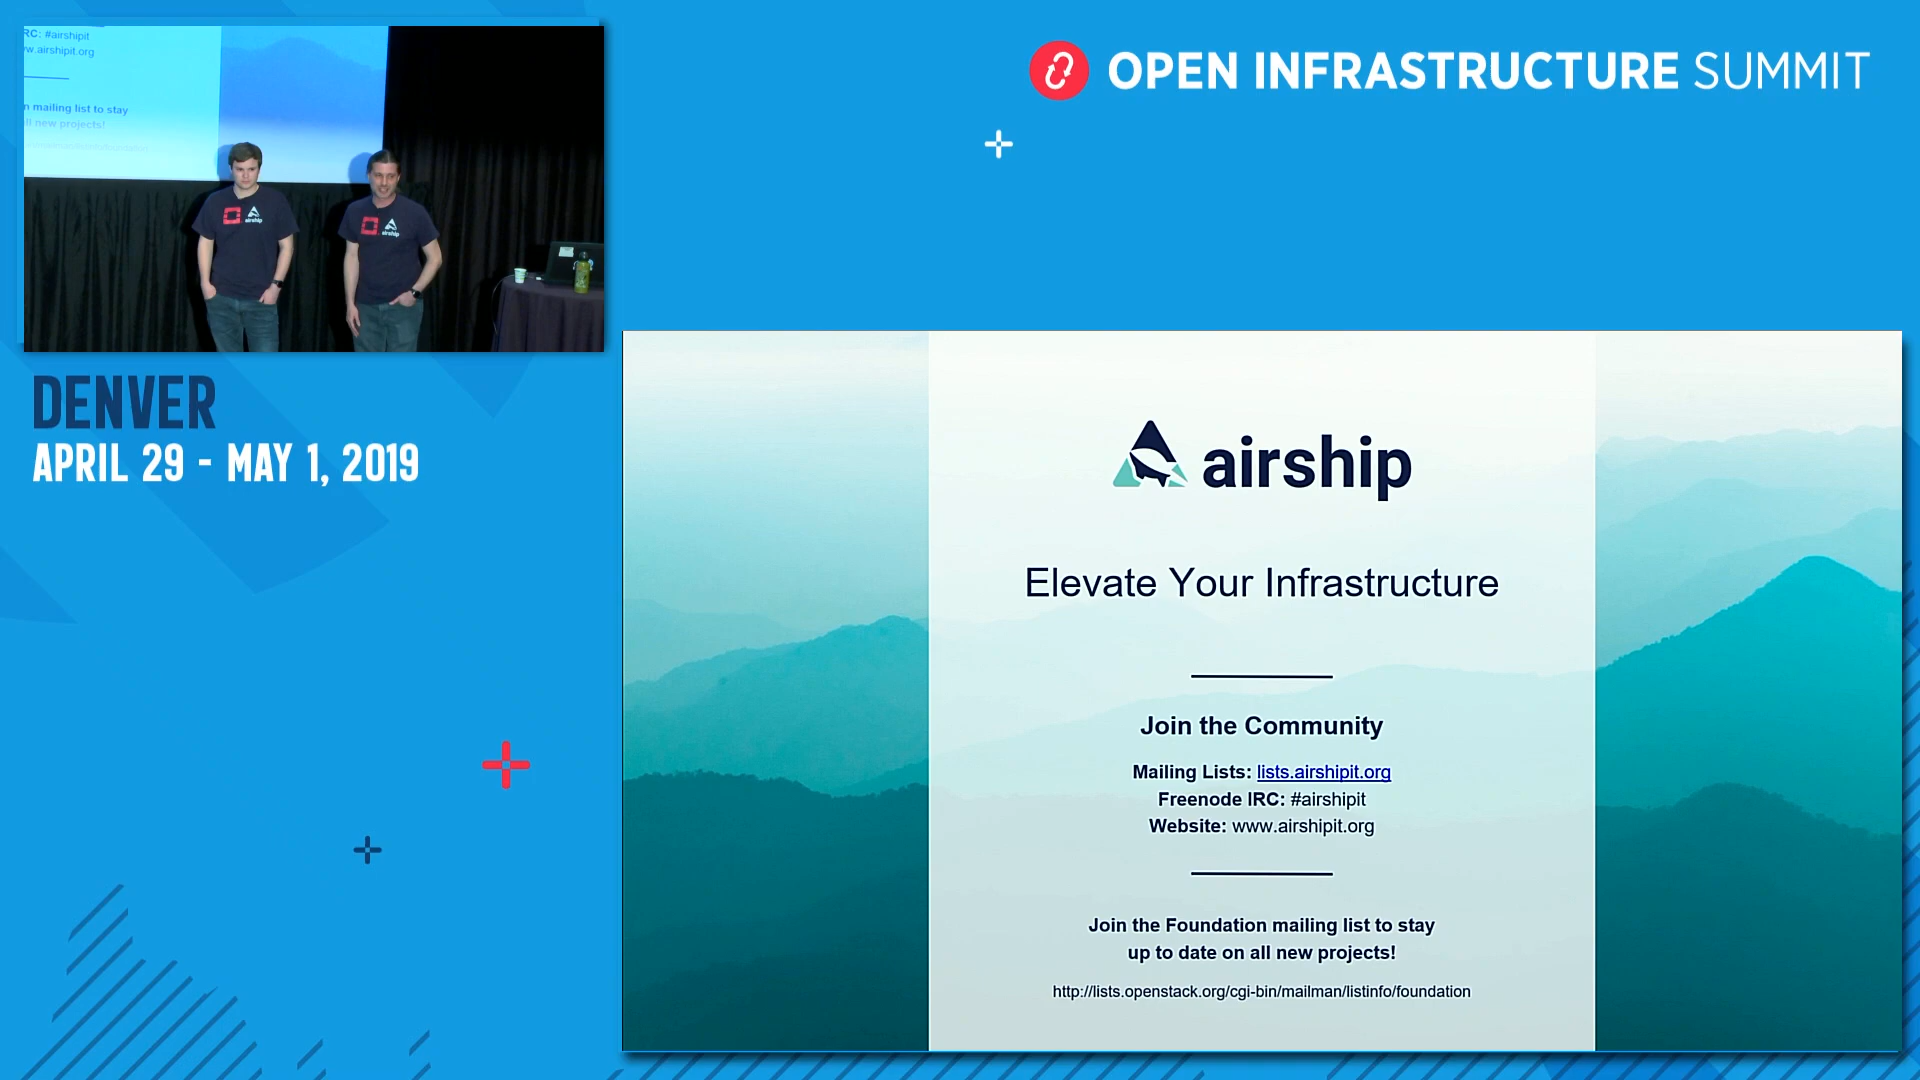 RC: #airshipit
w.airshipit.org
n mailing list to stay
ll new projects!
airship
airship
OPEN INFRASTRUCTURE SUMMIT
DENVER
APRIL 29 - MAY 1, 2019
airship
Elevate Your Infrastructure
Join the Community
Mailing Lists: lists.airshipit.org
Freenode IRC: #airshipit
Website: www.airshipit.org
Join the Foundation mailing list to stay
up to date on all new projects!
http://lists.openstack.org/cgi-bin/mailman/listinfo/foundation